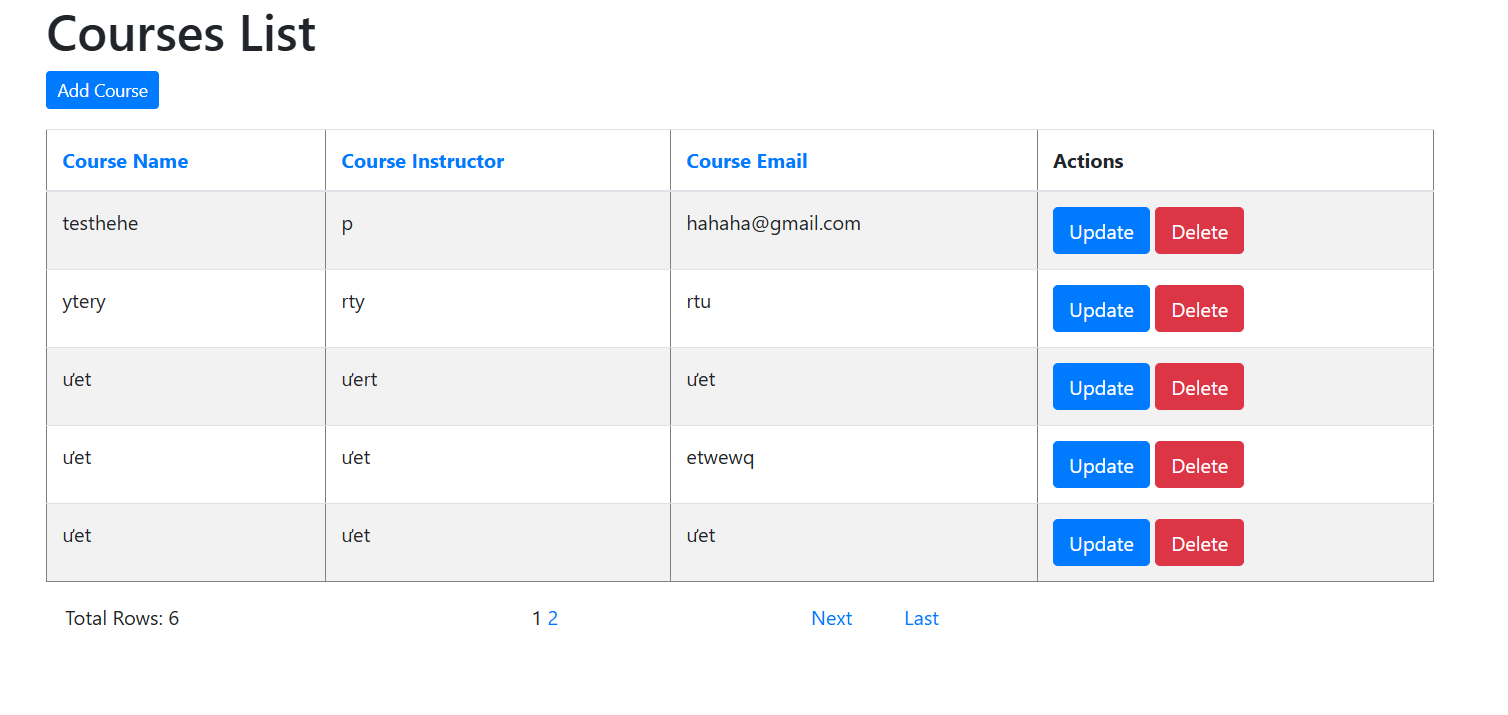 Courses List
Add Course
Course Name Course Instructor Course Email Actions
testhehe p hahaha@gmail.com Update Delete
ytery rty rtu Update Delete
ưet ưert ưet Update Delete
ưet ưet etwewq Update Delete
ưet ưet ưet Update Delete
Total Rows: 6 1 2 Next Last